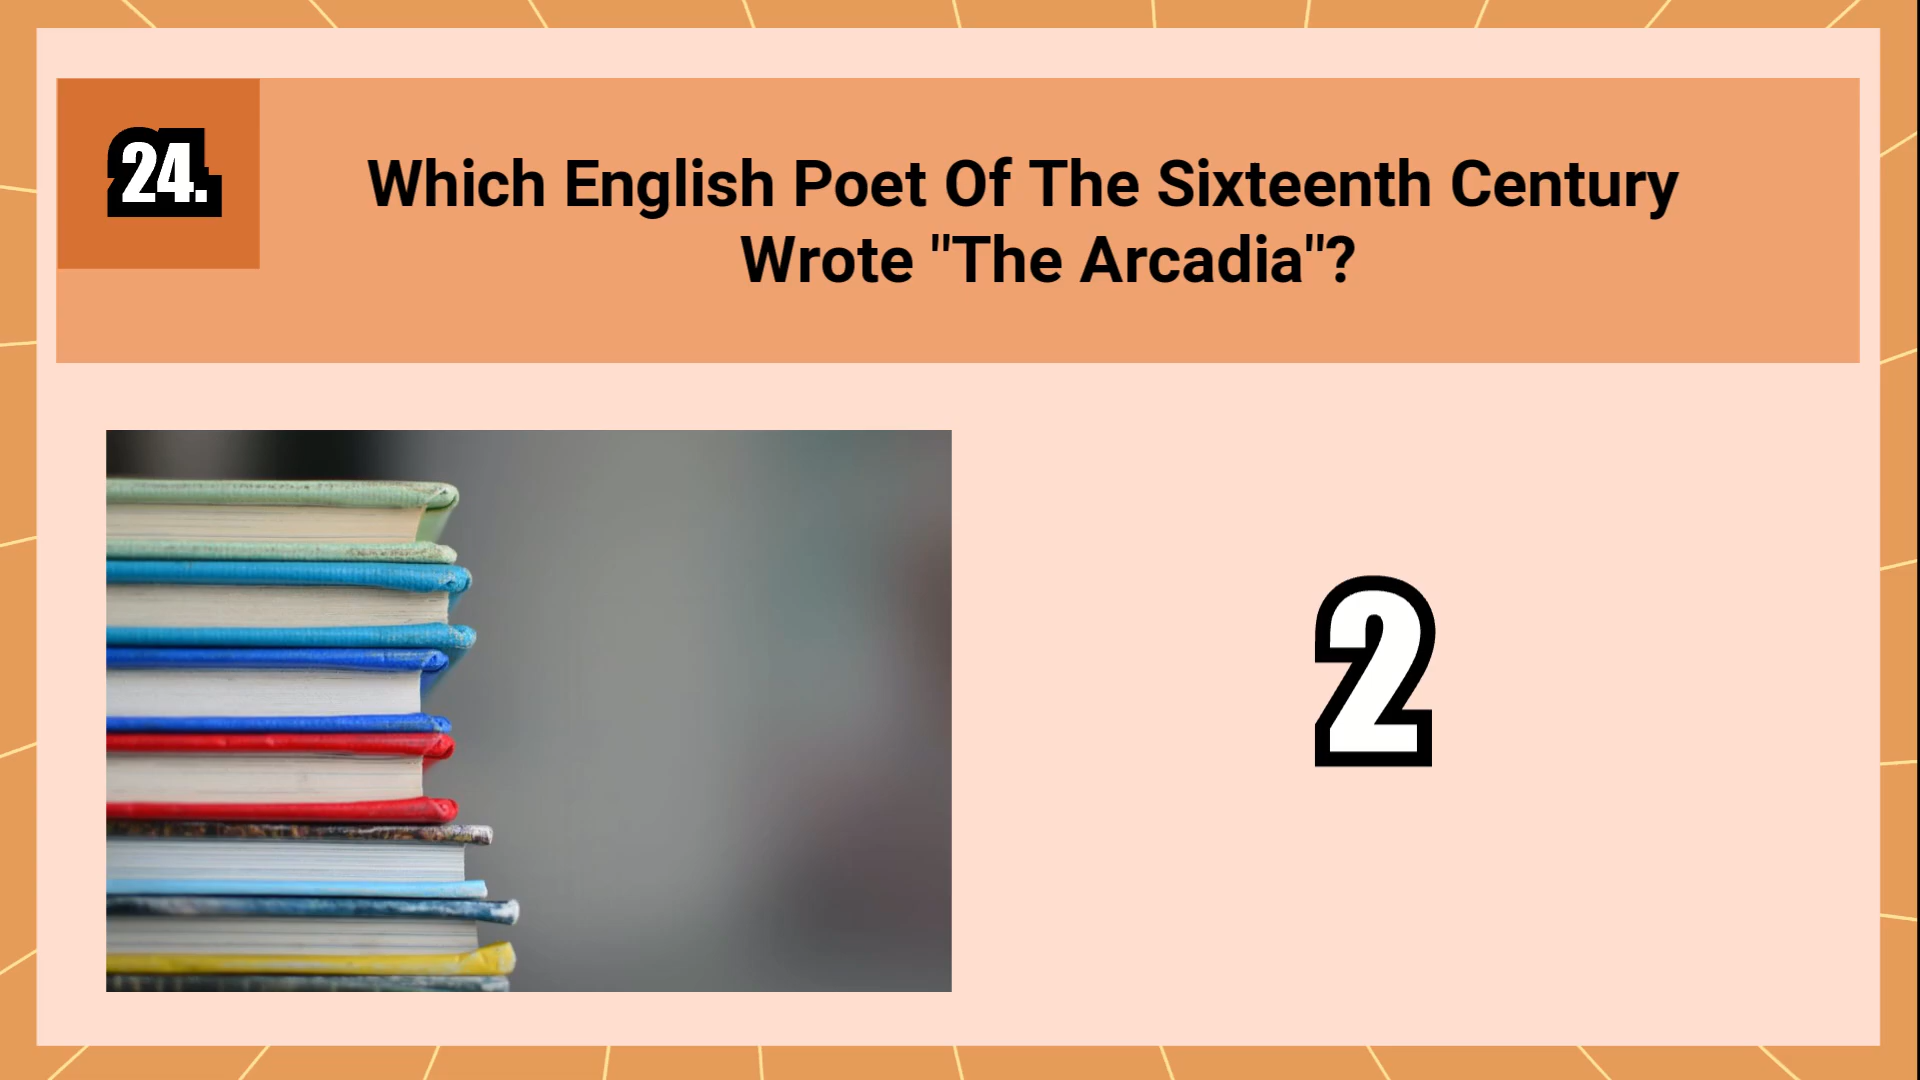 24.
Which English Poet Of The Sixteenth Century
Wrote "The Arcadia"?
2